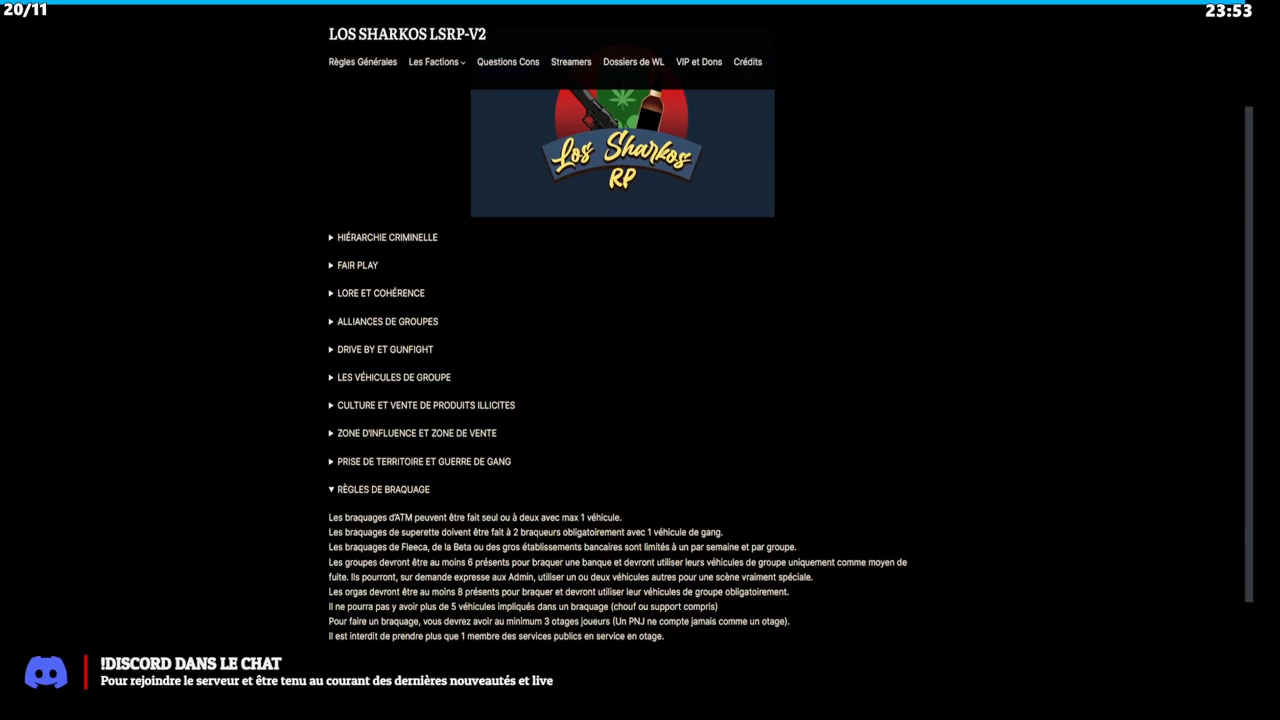 20/11
23:53
LOS SHARKOS LSRP-V2
Règles Générales Les Factions Questions Cons Streamers Dossiers de WL VIP et Dons Crédits
Los Sharkos
RP
HIÉRARCHIE CRIMINELLE
FAIR PLAY
LORE ET COHÉRENCE
ALLIANCES DE GROUPES
DRIVE BY ET GUNFIGHT
LES VÉHICULES DE GROUPE
CULTURE ET VENTE DE PRODUITS ILLICITES
ZONE D'INFLUENCE ET ZONE DE VENTE
PRISE DE TERRITOIRE ET GUERRE DE GANG
RÈGLES DE BRAQUAGE
Les braquages d'ATM peuvent être fait seul ou à deux avec max 1 véhicule.
Les braquages de superette doivent être fait à 2 braqueurs obligatoirement avec 1 véhicule de gang.
Les braquages de Fleeca, de la Beta ou des gros établissements bancaires sont limités à un par semaine et par groupe.
Les groupes devront être au moins 6 présents pour braquer une banque et devront utiliser leurs véhicules de groupe uniquement comme moyen de
fuite. Ils pourront, sur demande expresse aux Admin, utiliser un ou deux véhicules autres pour une scène vraiment spéciale.
Les orgas devront être au moins 8 présents pour braquer et devront utiliser leur véhicules de groupe obligatoirement.
Il ne pourra pas y avoir plus de 5 véhicules impliqués dans un braquage (chouf ou support compris)
Pour faire un braquage, vous devrez avoir au minimum 3 otages joueurs (Un PNJ ne compte jamais comme un otage).
Il est interdit de prendre plus que 1 membre des services publics en service en otage.
!DISCORD DANS LE CHAT
Pour rejoindre le serveur et être tenu au courant des dernières nouveautés et live